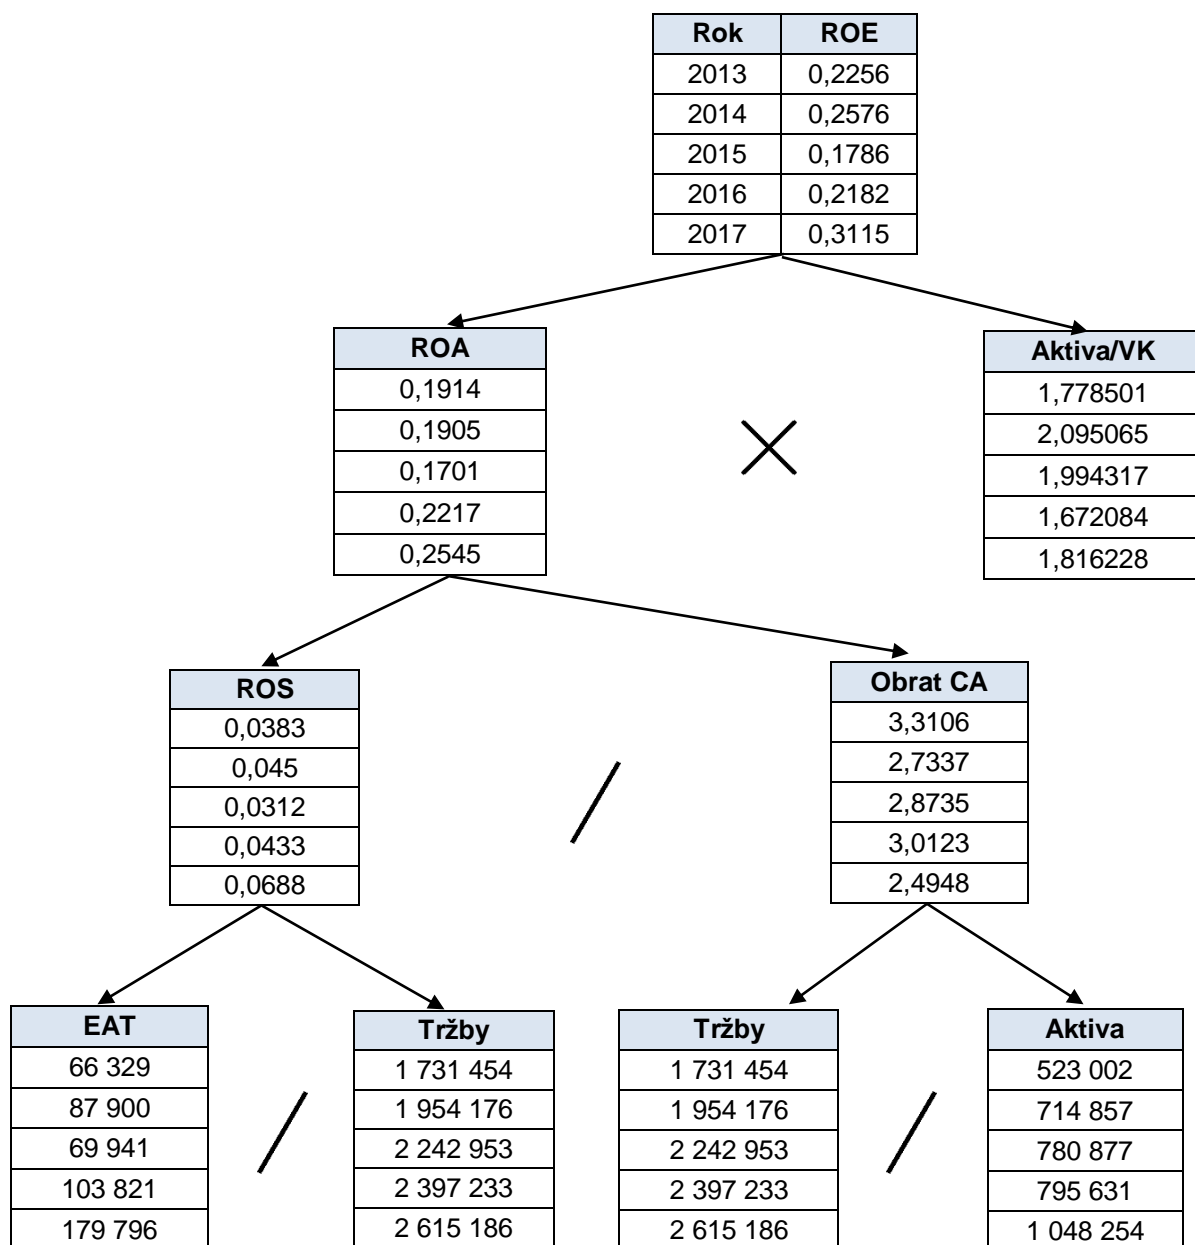 Rok ROE
2013 0,2256
2014 0,2576
2015 0,1786
2016 0,2182
2017 0,3115
ROA
0,1914
0,1905
0,1701
0,2217
0,2545
Aktiva/VK
1,778501
2,095065
1,994317
1,672084
1,816228
ROS
0,0383
0,045
0,0312
0,0433
0,0688
Obrat CA
3,3106
2,7337
2,8735
3,0123
2,4948
EAT
66 329
87 900
69 941
103 821
179 796
Tržby
1 731 454
1 954 176
2 242 953
2 397 233
2 615 186
Tržby
1 731 454
1 954 176
2 242 953
2 397 233
2 615 186
Aktiva
523 002
714 857
780 877
795 631
1 048 254